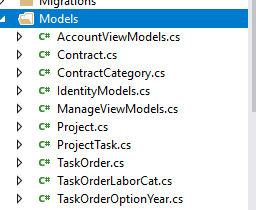 Migrations
Models
C# AccountViewModels.cs
C# Contract.cs
C# ContractCategory.cs
C# IdentityModels.cs
C# ManageViewModels.cs
C# Project.cs
C# ProjectTask.cs
C# TaskOrder.cs
C# TaskOrderLaborCat.cs
C# TaskOrderOptionYear.cs